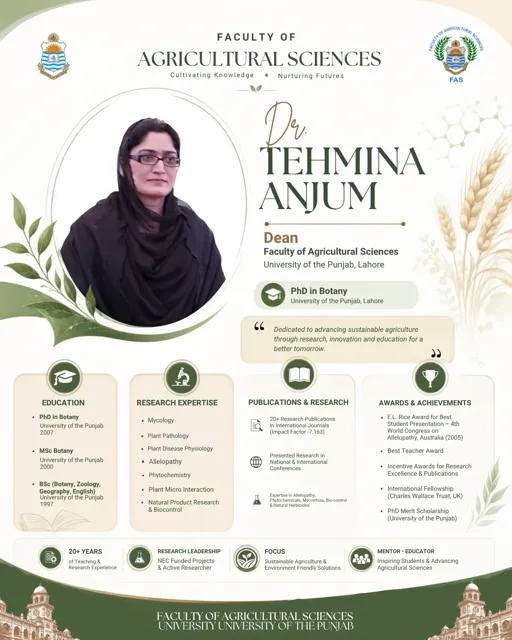 FACULTY OF
AGRICULTURAL SCIENCES
Cultivating Knowledge • Nurturing Futures
FACULTY OF AGRICULTURAL SCIENCES
FAS
Dr.
TEHMINA
ANJUM
Dean
Faculty of Agricultural Sciences
University of the Punjab, Lahore
PhD in Botany
University of the Punjab, Lahore
“ Dedicated to advancing sustainable agriculture
through research, innovation and education for a
better tomorrow. ”
EDUCATION
• PhD in Botany
University of the Punjab
2007
• MSc Botany
University of the Punjab
2000
• BSc (Botany, Zoology,
Geography, English)
University of the Punjab
1997
RESEARCH EXPERTISE
• Mycology
• Plant Pathology
• Plant Disease Physiology
• Allelopathy
• Phytochemistry
• Plant Micro Interaction
• Natural Product Research
& Biocontrol
PUBLICATIONS & RESEARCH
20+ Research Publications
in International Journals
(Impact Factor -7.163)
Presented Research in
National & International
Conferences
Expertise in Allelopathy,
Phytochemicals, Mycorrhiza, Bio-control
& Natural Herbicides
AWARDS & ACHIEVEMENTS
• E.L. Rice Award for Best
Student Presentation – 4th
World Congress on
Allelopathy, Australia (2005)
• Best Teacher Award
• Incentive Awards for Research
Excellence & Publications
• International Fellowship
(Charles Wallace Trust, UK)
• PhD Merit Scholarship
(University of the Punjab)
20+ YEARS
of Teaching &
Research Experience
RESEARCH LEADERSHIP
NEC Funded Projects
& Active Researcher
FOCUS
Sustainable Agriculture &
Environment Friendly Solutions
MENTOR • EDUCATOR
Inspiring Students & Advancing
Agricultural Sciences
FACULTY OF AGRICULTURAL SCIENCES
UNIVERSITY UNIVERSITY OF THE PUNJAB